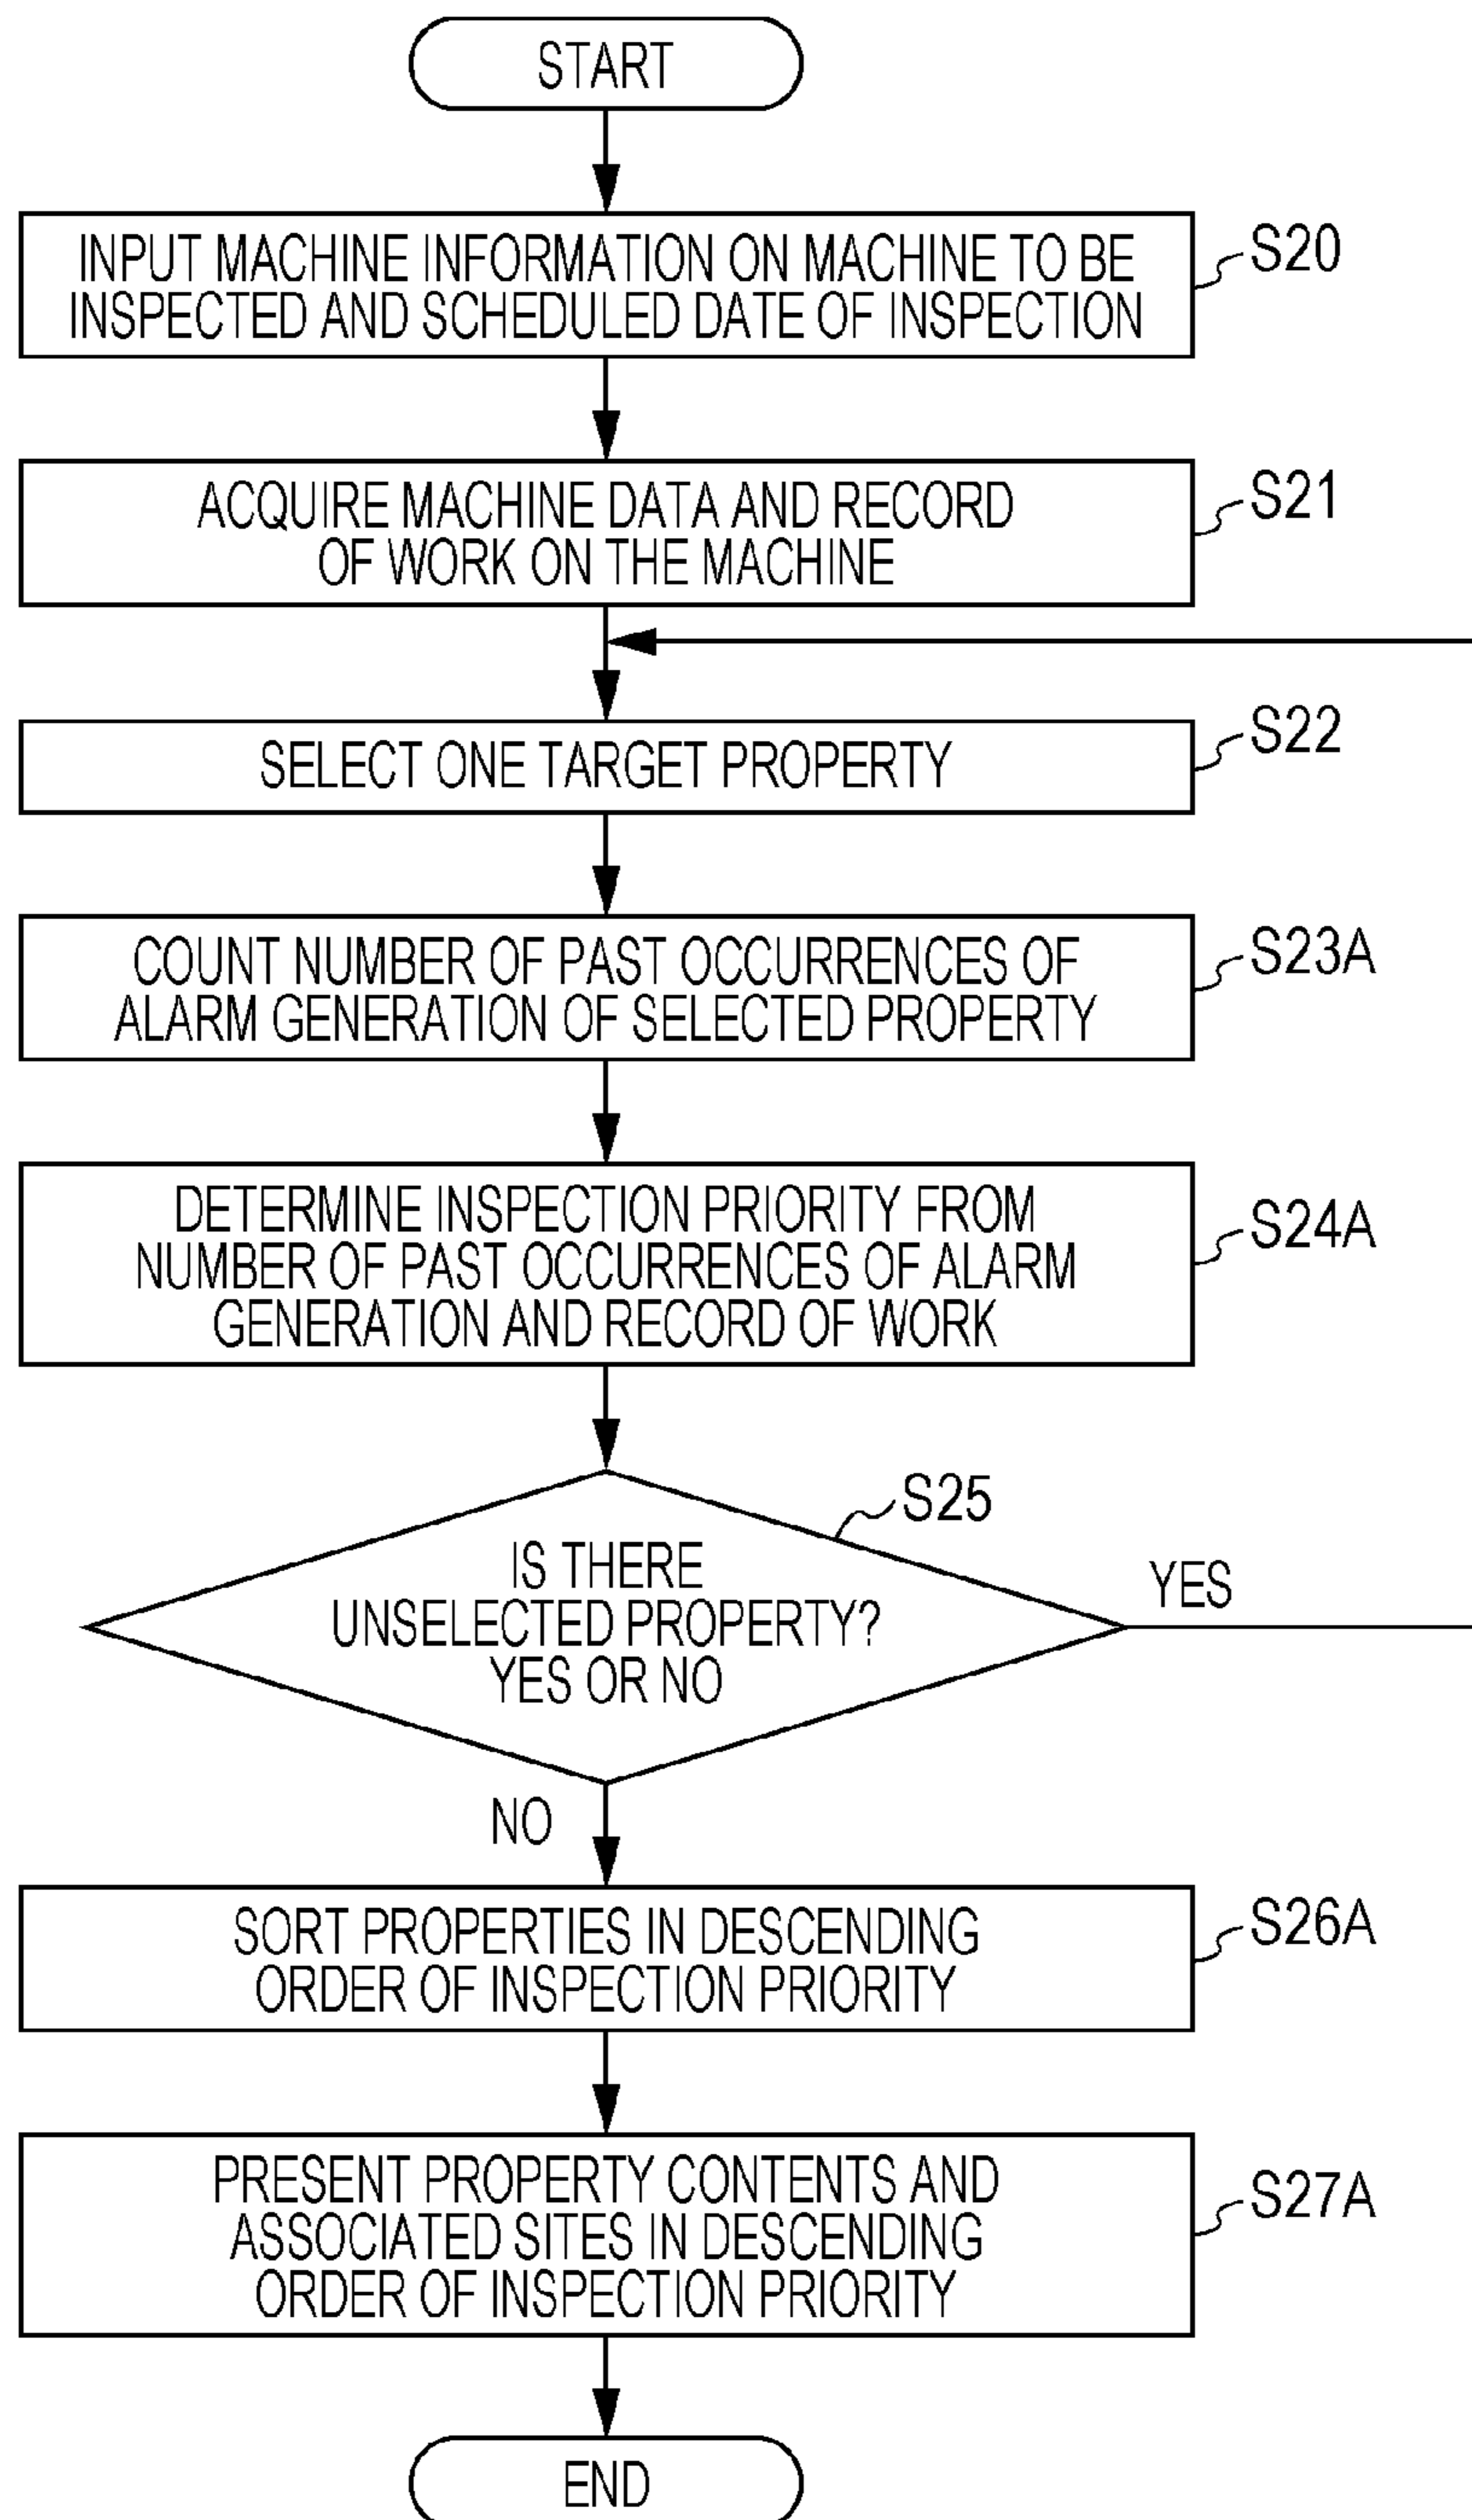 START
INPUT MACHINE INFORMATION ON MACHINE TO BE
INSPECTED AND SCHEDULED DATE OF INSPECTION
S20
ACQUIRE MACHINE DATA AND RECORD
OF WORK ON THE MACHINE
S21
SELECT ONE TARGET PROPERTY
S22
COUNT NUMBER OF PAST OCCURRENCES OF
ALARM GENERATION OF SELECTED PROPERTY
S23A
DETERMINE INSPECTION PRIORITY FROM
NUMBER OF PAST OCCURRENCES OF ALARM
GENERATION AND RECORD OF WORK
S24A
S25
IS THERE
UNSELECTED PROPERTY?
YES OR NO
YES
NO
SORT PROPERTIES IN DESCENDING
ORDER OF INSPECTION PRIORITY
S26A
PRESENT PROPERTY CONTENTS AND
ASSOCIATED SITES IN DESCENDING
ORDER OF INSPECTION PRIORITY
S27A
END